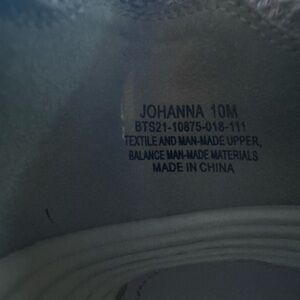 JOHANNA 10M
BTS21-10875-018-111
TEXTILE AND MAN-MADE UPPER,
BALANCE MAN-MADE MATERIALS
MADE IN CHINA